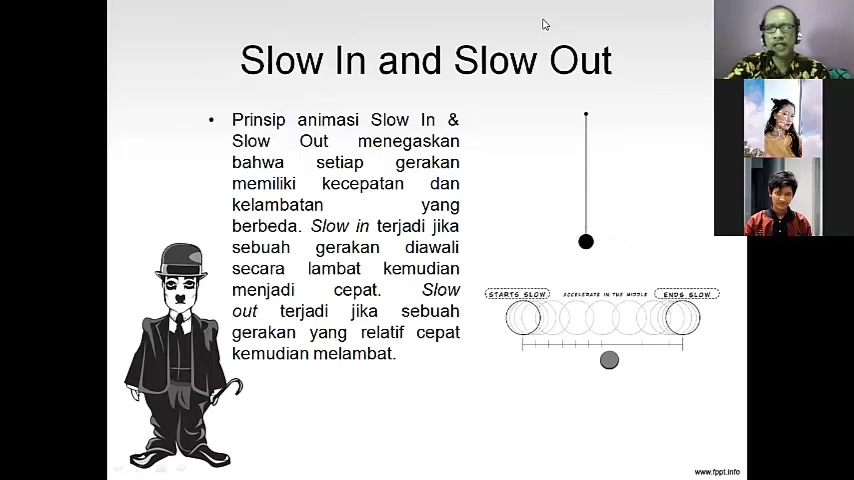 Slow In and Slow Out
• Prinsip animasi Slow In &
Slow Out menegaskan
bahwa setiap gerakan
memiliki kecepatan dan
kelambatan yang
berbeda. Slow in terjadi jika
sebuah gerakan diawali
secara lambat kemudian
menjadi cepat. Slow
out terjadi jika sebuah
gerakan yang relatif cepat
kemudian melambat.
STARTS SLOW
ACCELERATE IN THE MIDDLE
ENDS SLOW
www.fppt.info